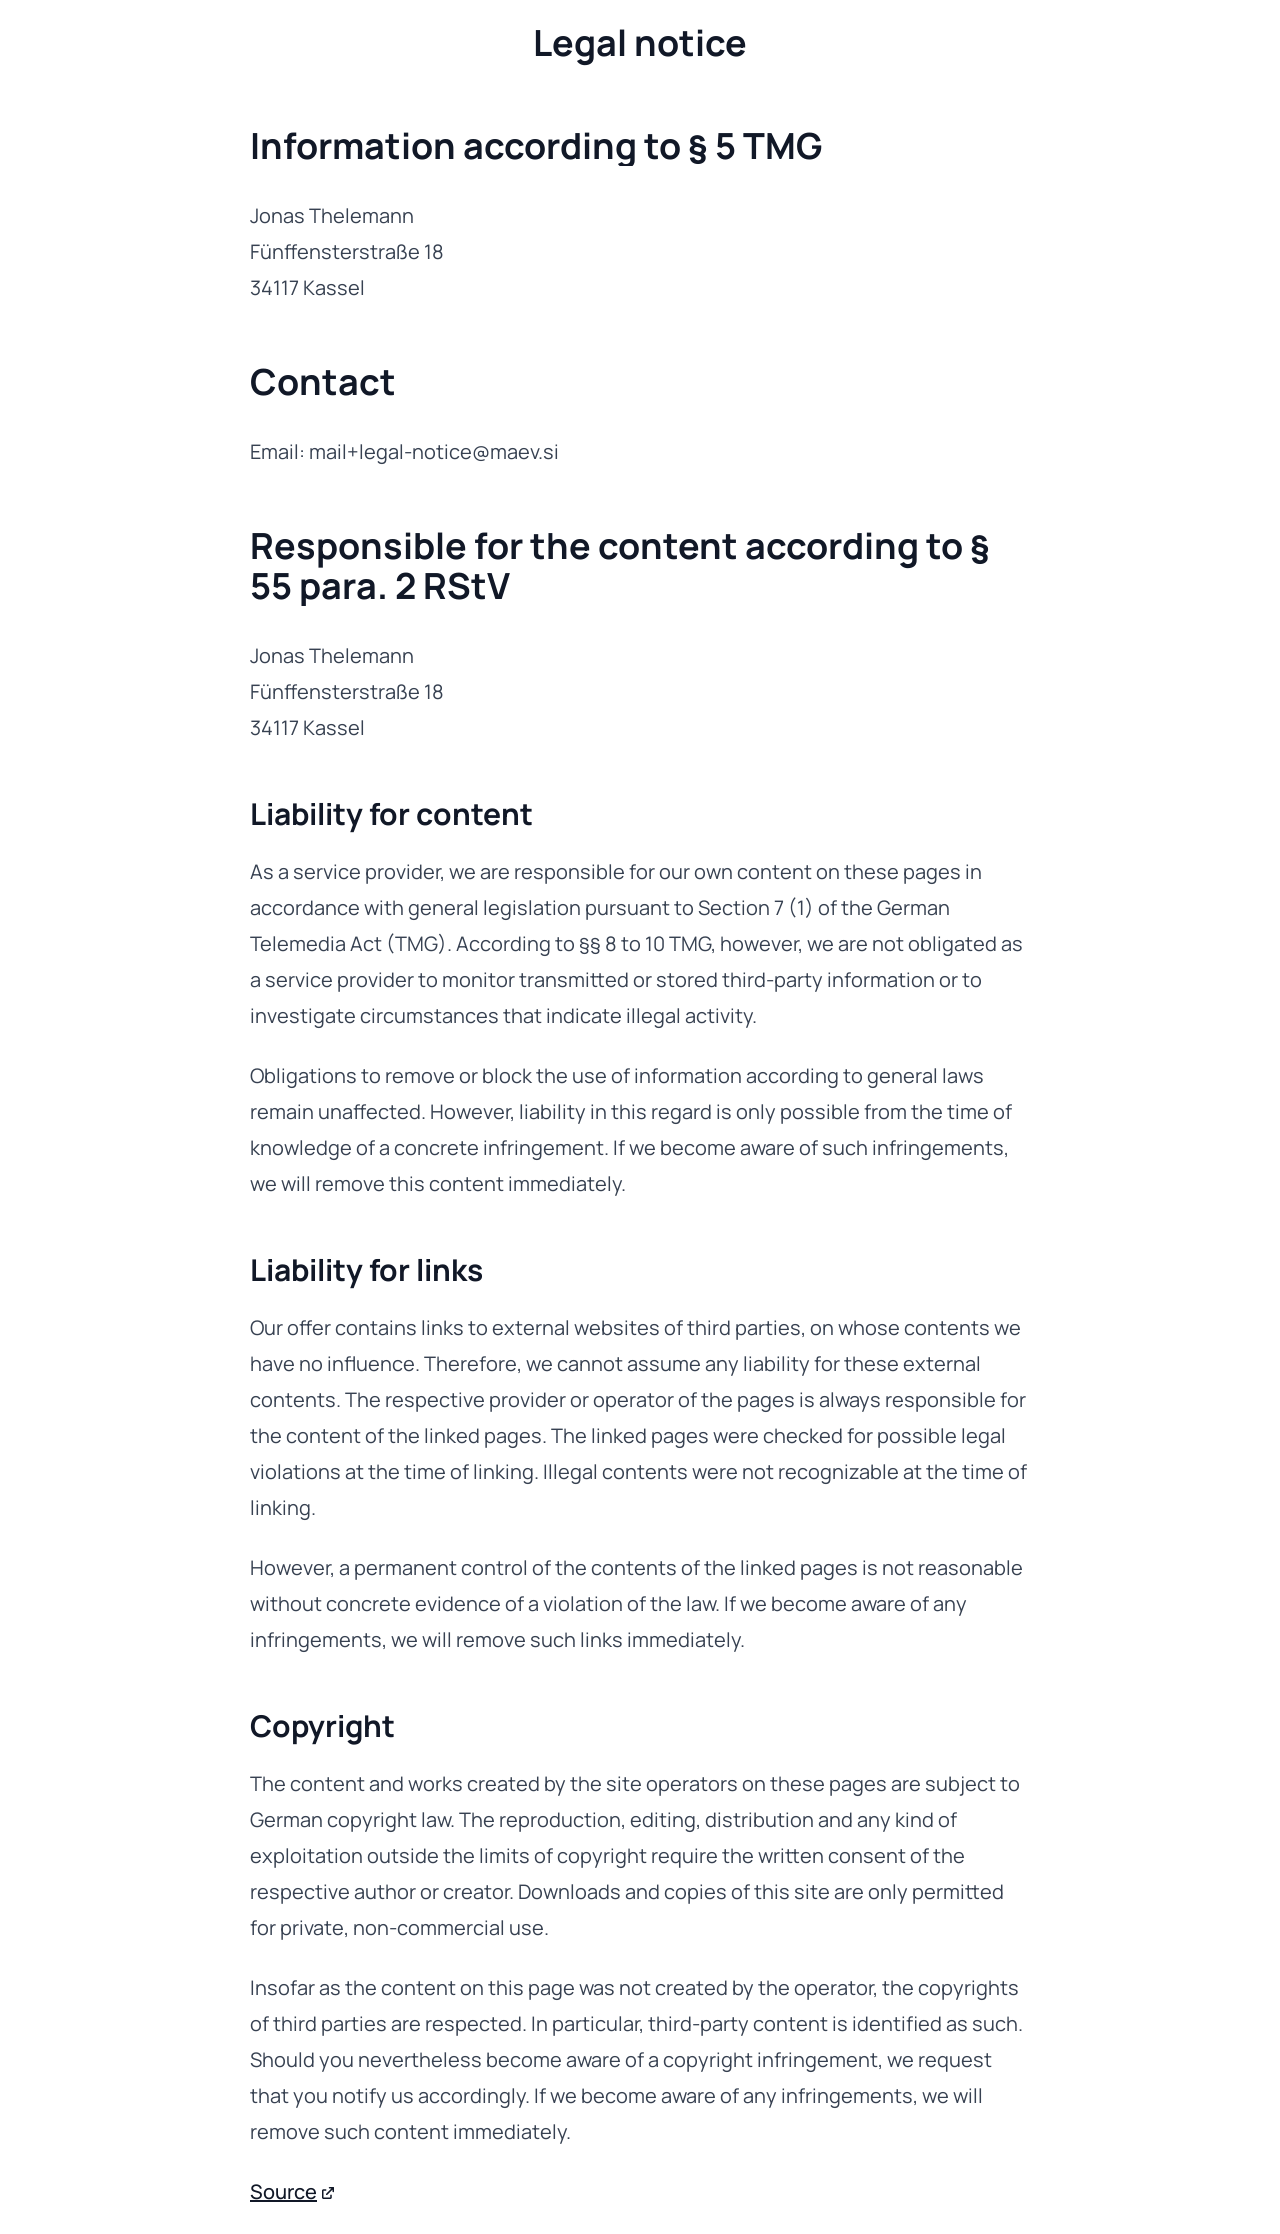 Legal notice
Information according to § 5 TMG
Jonas Thelemann
Fünffensterstraße 18
34117 Kassel
Contact
Email: mail+legal-notice@maev.si
Responsible for the content according to §
55 para. 2 RStV
Jonas Thelemann
Fünffensterstraße 18
34117 Kassel
Liability for content
As a service provider, we are responsible for our own content on these pages in
accordance with general legislation pursuant to Section 7 (1) of the German
Telemedia Act (TMG). According to §§ 8 to 10 TMG, however, we are not obligated as
a service provider to monitor transmitted or stored third-party information or to
investigate circumstances that indicate illegal activity.
Obligations to remove or block the use of information according to general laws
remain unaffected. However, liability in this regard is only possible from the time of
knowledge of a concrete infringement. If we become aware of such infringements,
we will remove this content immediately.
Liability for links
Our offer contains links to external websites of third parties, on whose contents we
have no influence. Therefore, we cannot assume any liability for these external
contents. The respective provider or operator of the pages is always responsible for
the content of the linked pages. The linked pages were checked for possible legal
violations at the time of linking. Illegal contents were not recognizable at the time of
linking.
However, a permanent control of the contents of the linked pages is not reasonable
without concrete evidence of a violation of the law. If we become aware of any
infringements, we will remove such links immediately.
Copyright
The content and works created by the site operators on these pages are subject to
German copyright law. The reproduction, editing, distribution and any kind of
exploitation outside the limits of copyright require the written consent of the
respective author or creator. Downloads and copies of this site are only permitted
for private, non-commercial use.
Insofar as the content on this page was not created by the operator, the copyrights
of third parties are respected. In particular, third-party content is identified as such.
Should you nevertheless become aware of a copyright infringement, we request
that you notify us accordingly. If we become aware of any infringements, we will
remove such content immediately.
Source